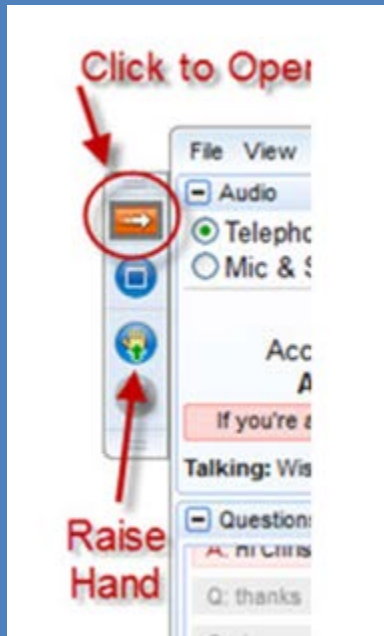 Click to Oper
File View
Audio
Telepho
Mic & S
Acc
A
If you're a
Talking: Wis
Questions
A: Hi Chris
Q: thanks
Raise
Hand